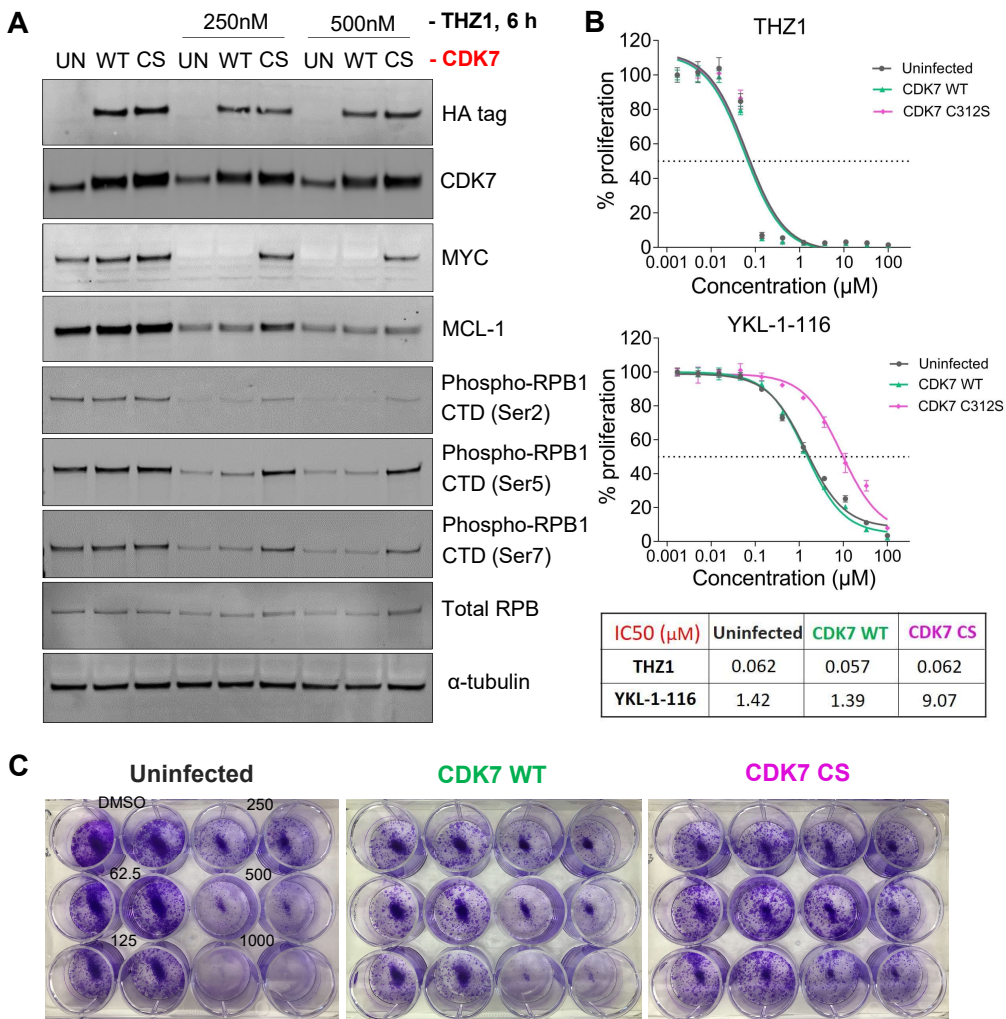 A
250nM 500nM - THZ1, 6 h
UN WT CS UN WT CS UN WT CS - CDK7
HA tag
CDK7
MYC
MCL-1
Phospho-RPB1
CTD (Ser2)
Phospho-RPB1
CTD (Ser5)
Phospho-RPB1
CTD (Ser7)
Total RPB
α-tubulin
B
THZ1
% proliferation
120
100
80
60
40
20
0
0.001 0.01 0.1 1 10 100
Concentration (µM)
Uninfected
CDK7 WT
CDK7 C312S
YKL-1-116
% proliferation
120
100
80
60
40
20
0
0.001 0.01 0.1 1 10 100
Concentration (µM)
Uninfected
CDK7 WT
CDK7 C312S
IC50 (µM) Uninfected CDK7 WT CDK7 CS
THZ1 0.062 0.057 0.062
YKL-1-116 1.42 1.39 9.07
C
Uninfected CDK7 WT CDK7 CS
DMSO 250
62.5 500
125 1000